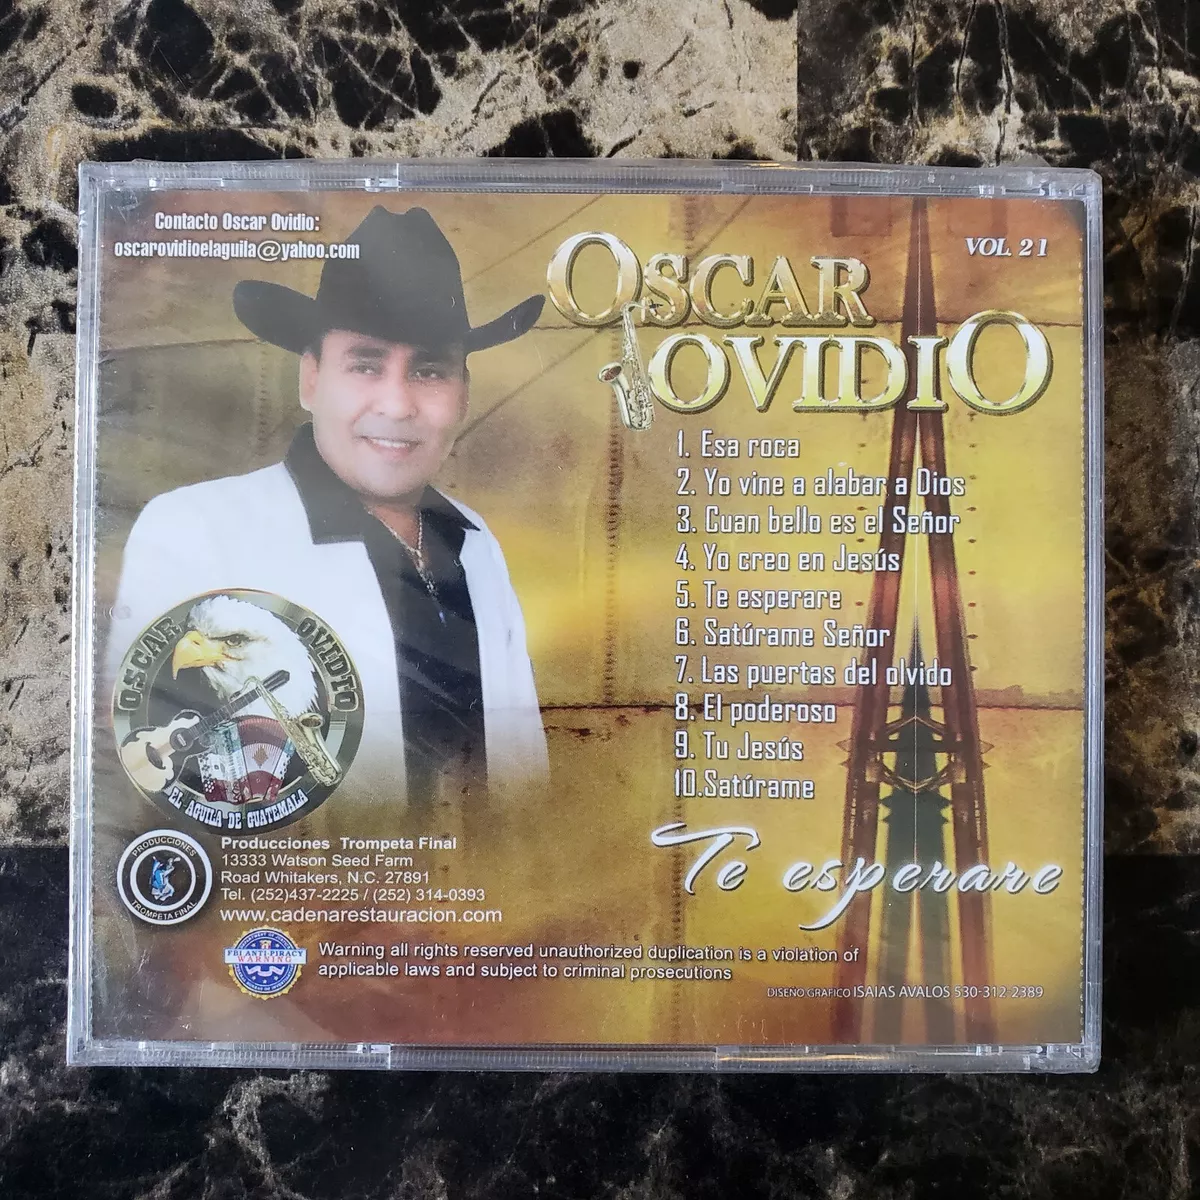 Contacto Oscar Ovidio:
oscarovidioelaguila@yahoo.com
VOL 21
OSCAR
OVIDIO
1. Esa roca
2. Yo vine a alabar a Dios
3. Cuan bello es el Señor
4. Yo creo en Jesús
5. Te esperare
6. Satúrame Señor
7. Las puertas del olvido
8. El poderoso
9. Tu Jesús
10.Satúrame
Te esperare
OSCAR OVIDIO
EL AGUILA DE GUATEMALA
PRODUCCIONES
TROMPETA FINAL
Producciones Trompeta Final
13333 Watson Seed Farm
Road Whitakers, N.C. 27891
Tel. (252)437-2225 / (252) 314-0393
www.cadenarestauracion.com
FBI ANTI-PIRACY
WARNING
Warning all rights reserved unauthorized duplication is a violation of
applicable laws and subject to criminal prosecutions
DISEÑO GRAFICO ISAIAS AVALOS 530-312-2389